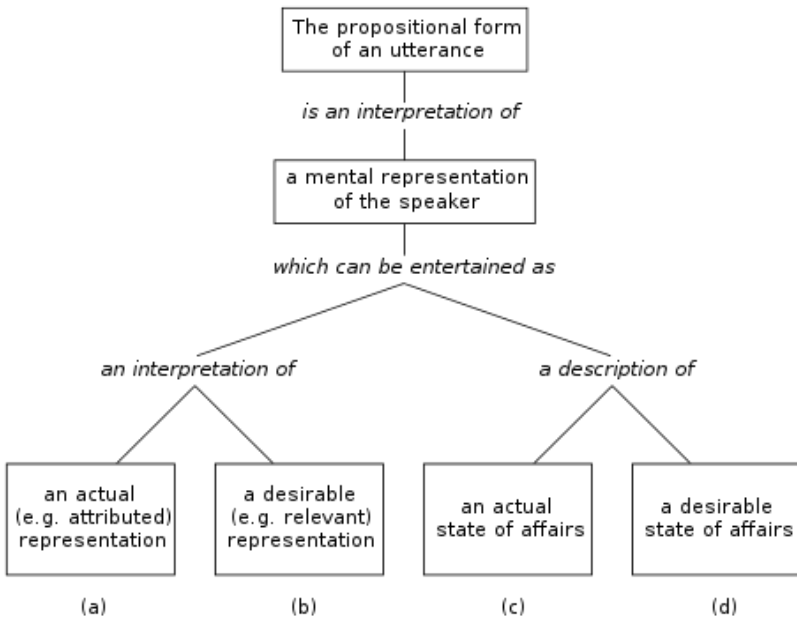 The propositional form
of an utterance
is an interpretation of
a mental representation
of the speaker
which can be entertained as
an interpretation of
a description of
an actual
(e.g. attributed)
representation
a desirable
(e.g. relevant)
representation
an actual
state of affairs
a desirable
state of affairs
(a)
(b)
(c)
(d)